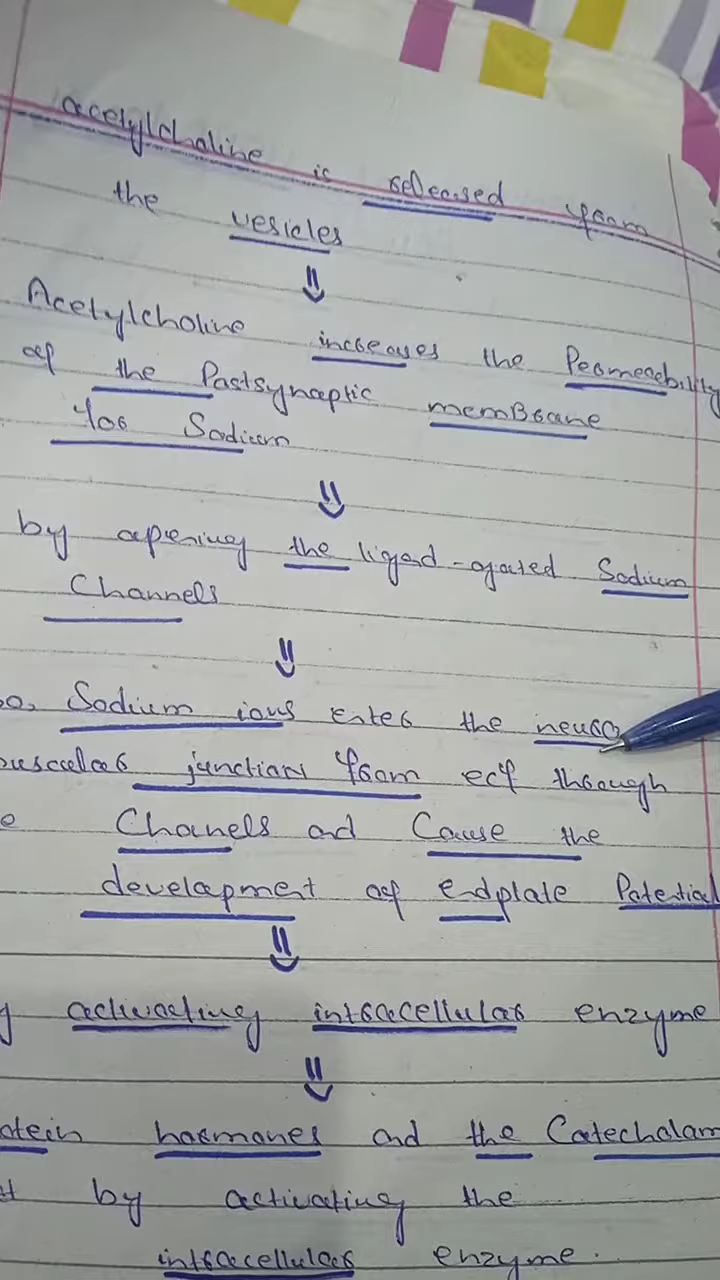 acetylcholine is released from
the vesicles
⇓
Acetylcholine increases the Permeability
of the Postsynaptic memBrane
for Sodium
⇓
by opening the ligand-gated Sodium
Channels
⇓
Sodium ions enter the neuro
junction from ecf through
Channels and Cause the
development of endplate Potential
⇓
activating intracellular enzyme
⇓
hormones and the Catecholam
by activating the
intracellular enzyme.